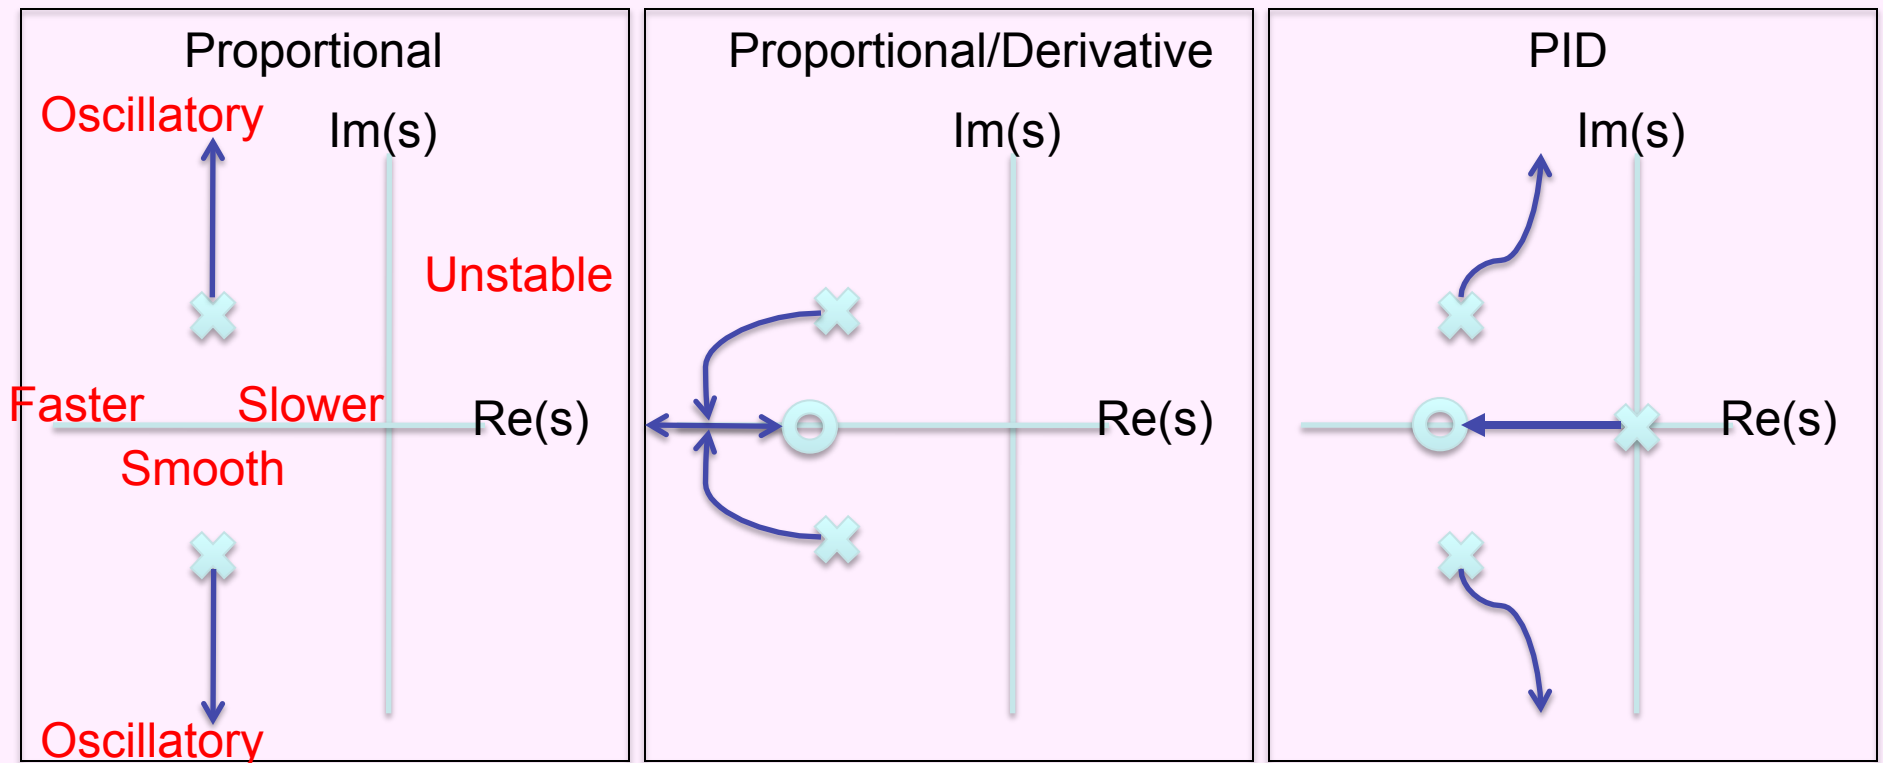 Proportional
Oscillatory
Im(s)
Unstable
Faster
Slower
Re(s)
Smooth
Oscillatory
Proportional/Derivative
Im(s)
Re(s)
PID
Im(s)
Re(s)